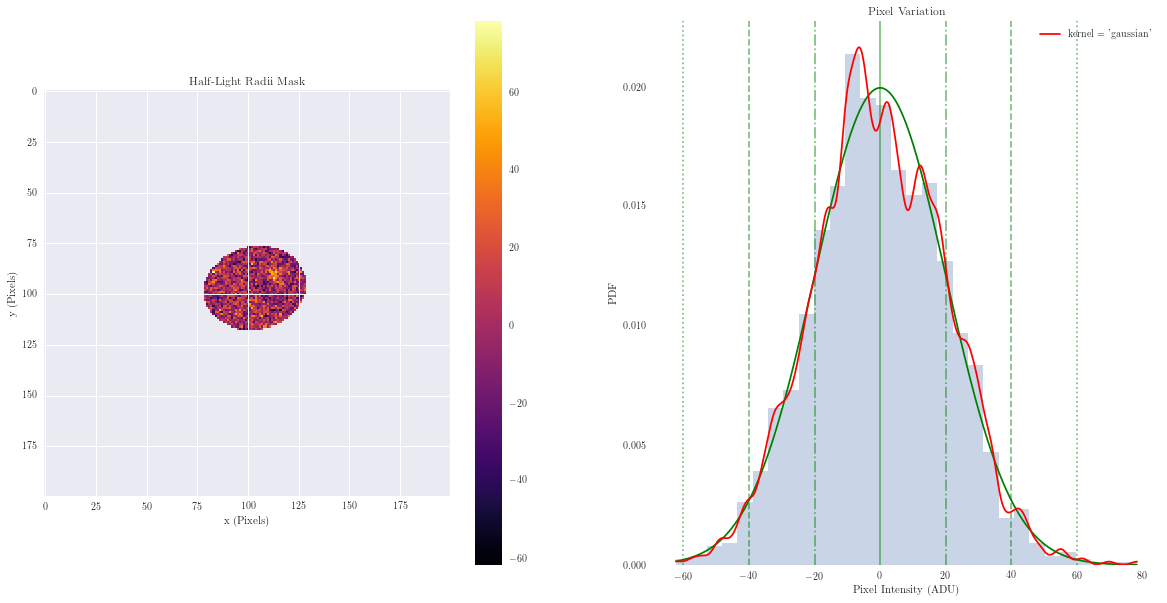 Half-Light Radii Mask
0
25
50
75
100
125
150
175
y (Pixels)
0 25 50 75 100 125 150 175
x (Pixels)
60
40
20
0
−20
−40
−60
Pixel Variation
kernel = 'gaussian'
0.020
0.015
0.010
0.005
0.000
PDF
−60 −40 −20 0 20 40 60 80
Pixel Intensity (ADU)